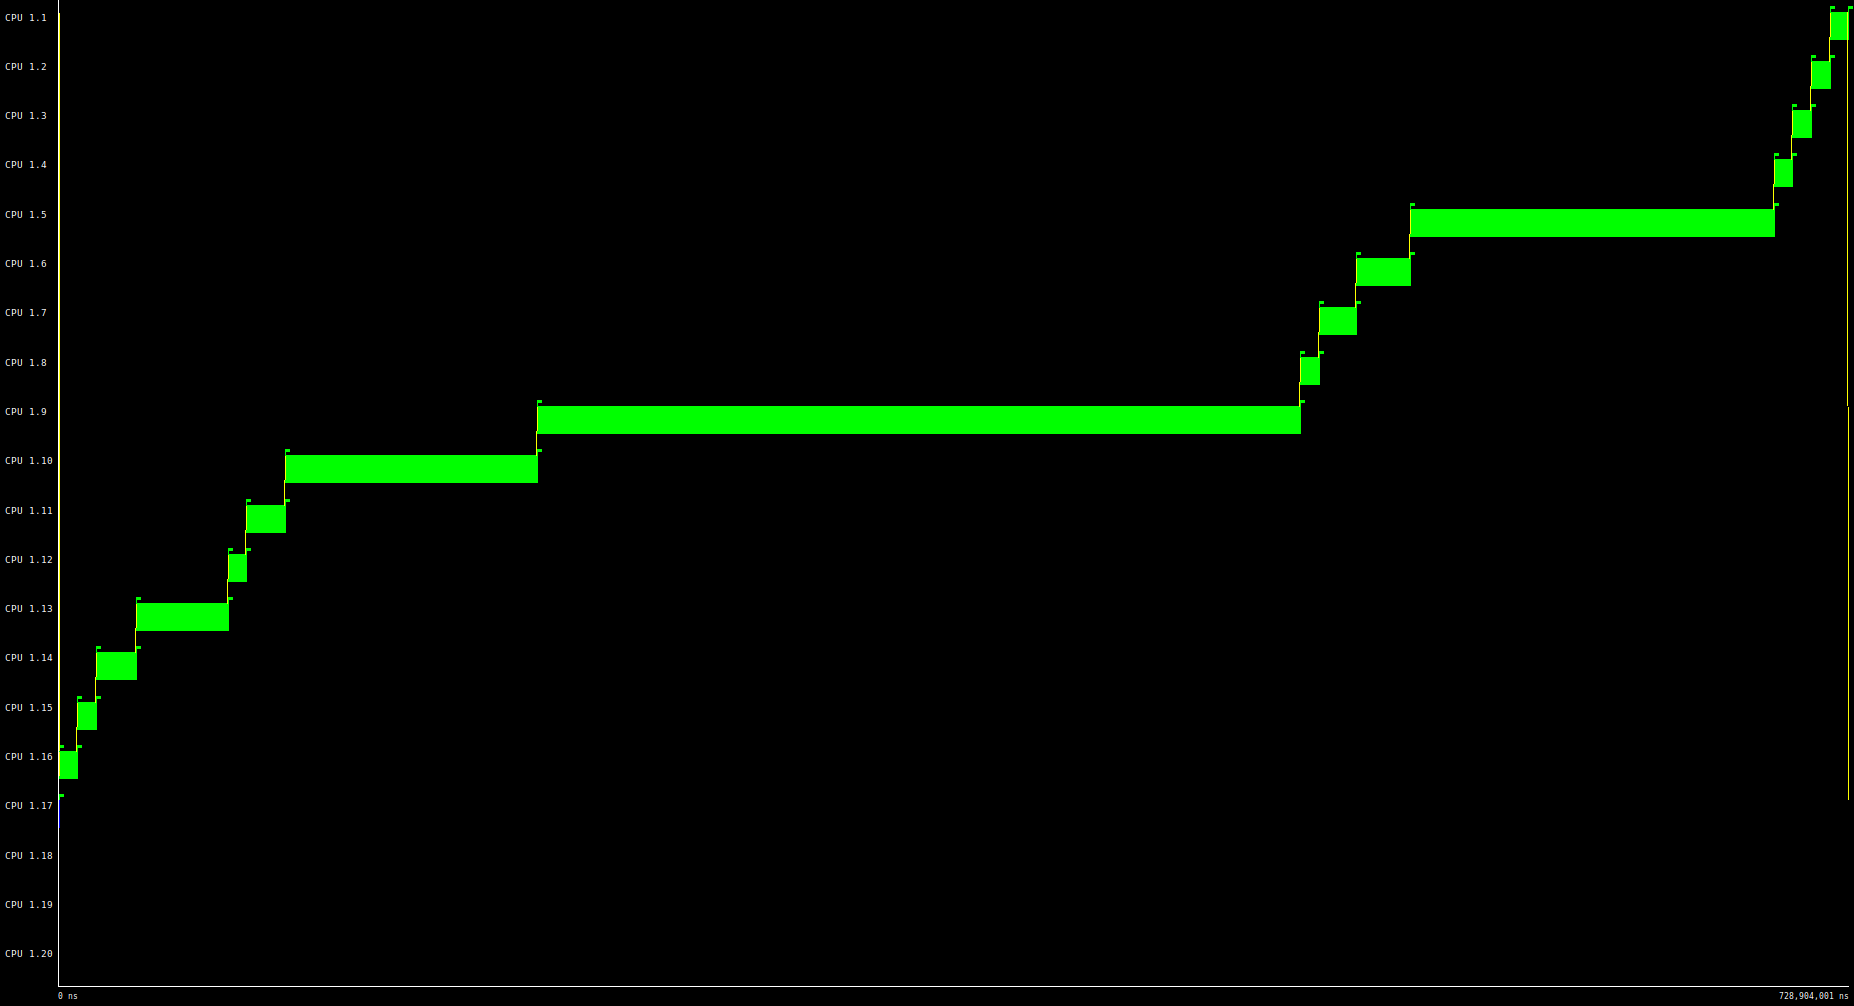 CPU 1.1
CPU 1.2
CPU 1.3
CPU 1.4
CPU 1.5
CPU 1.6
CPU 1.7
CPU 1.8
CPU 1.9
CPU 1.10
CPU 1.11
CPU 1.12
CPU 1.13
CPU 1.14
CPU 1.15
CPU 1.16
CPU 1.17
CPU 1.18
CPU 1.19
CPU 1.20
0 ns 728,904,001 ns